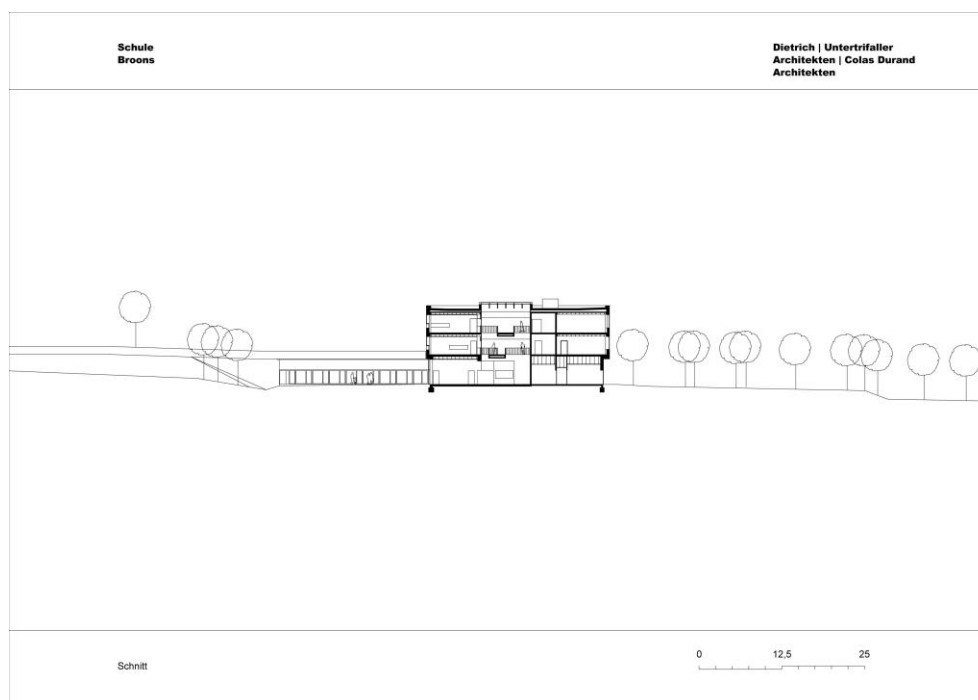 Schule
Broons
Dietrich | Untertrifaller
Architekten | Colas Durand
Architekten
Schnitt
0 12,5 25